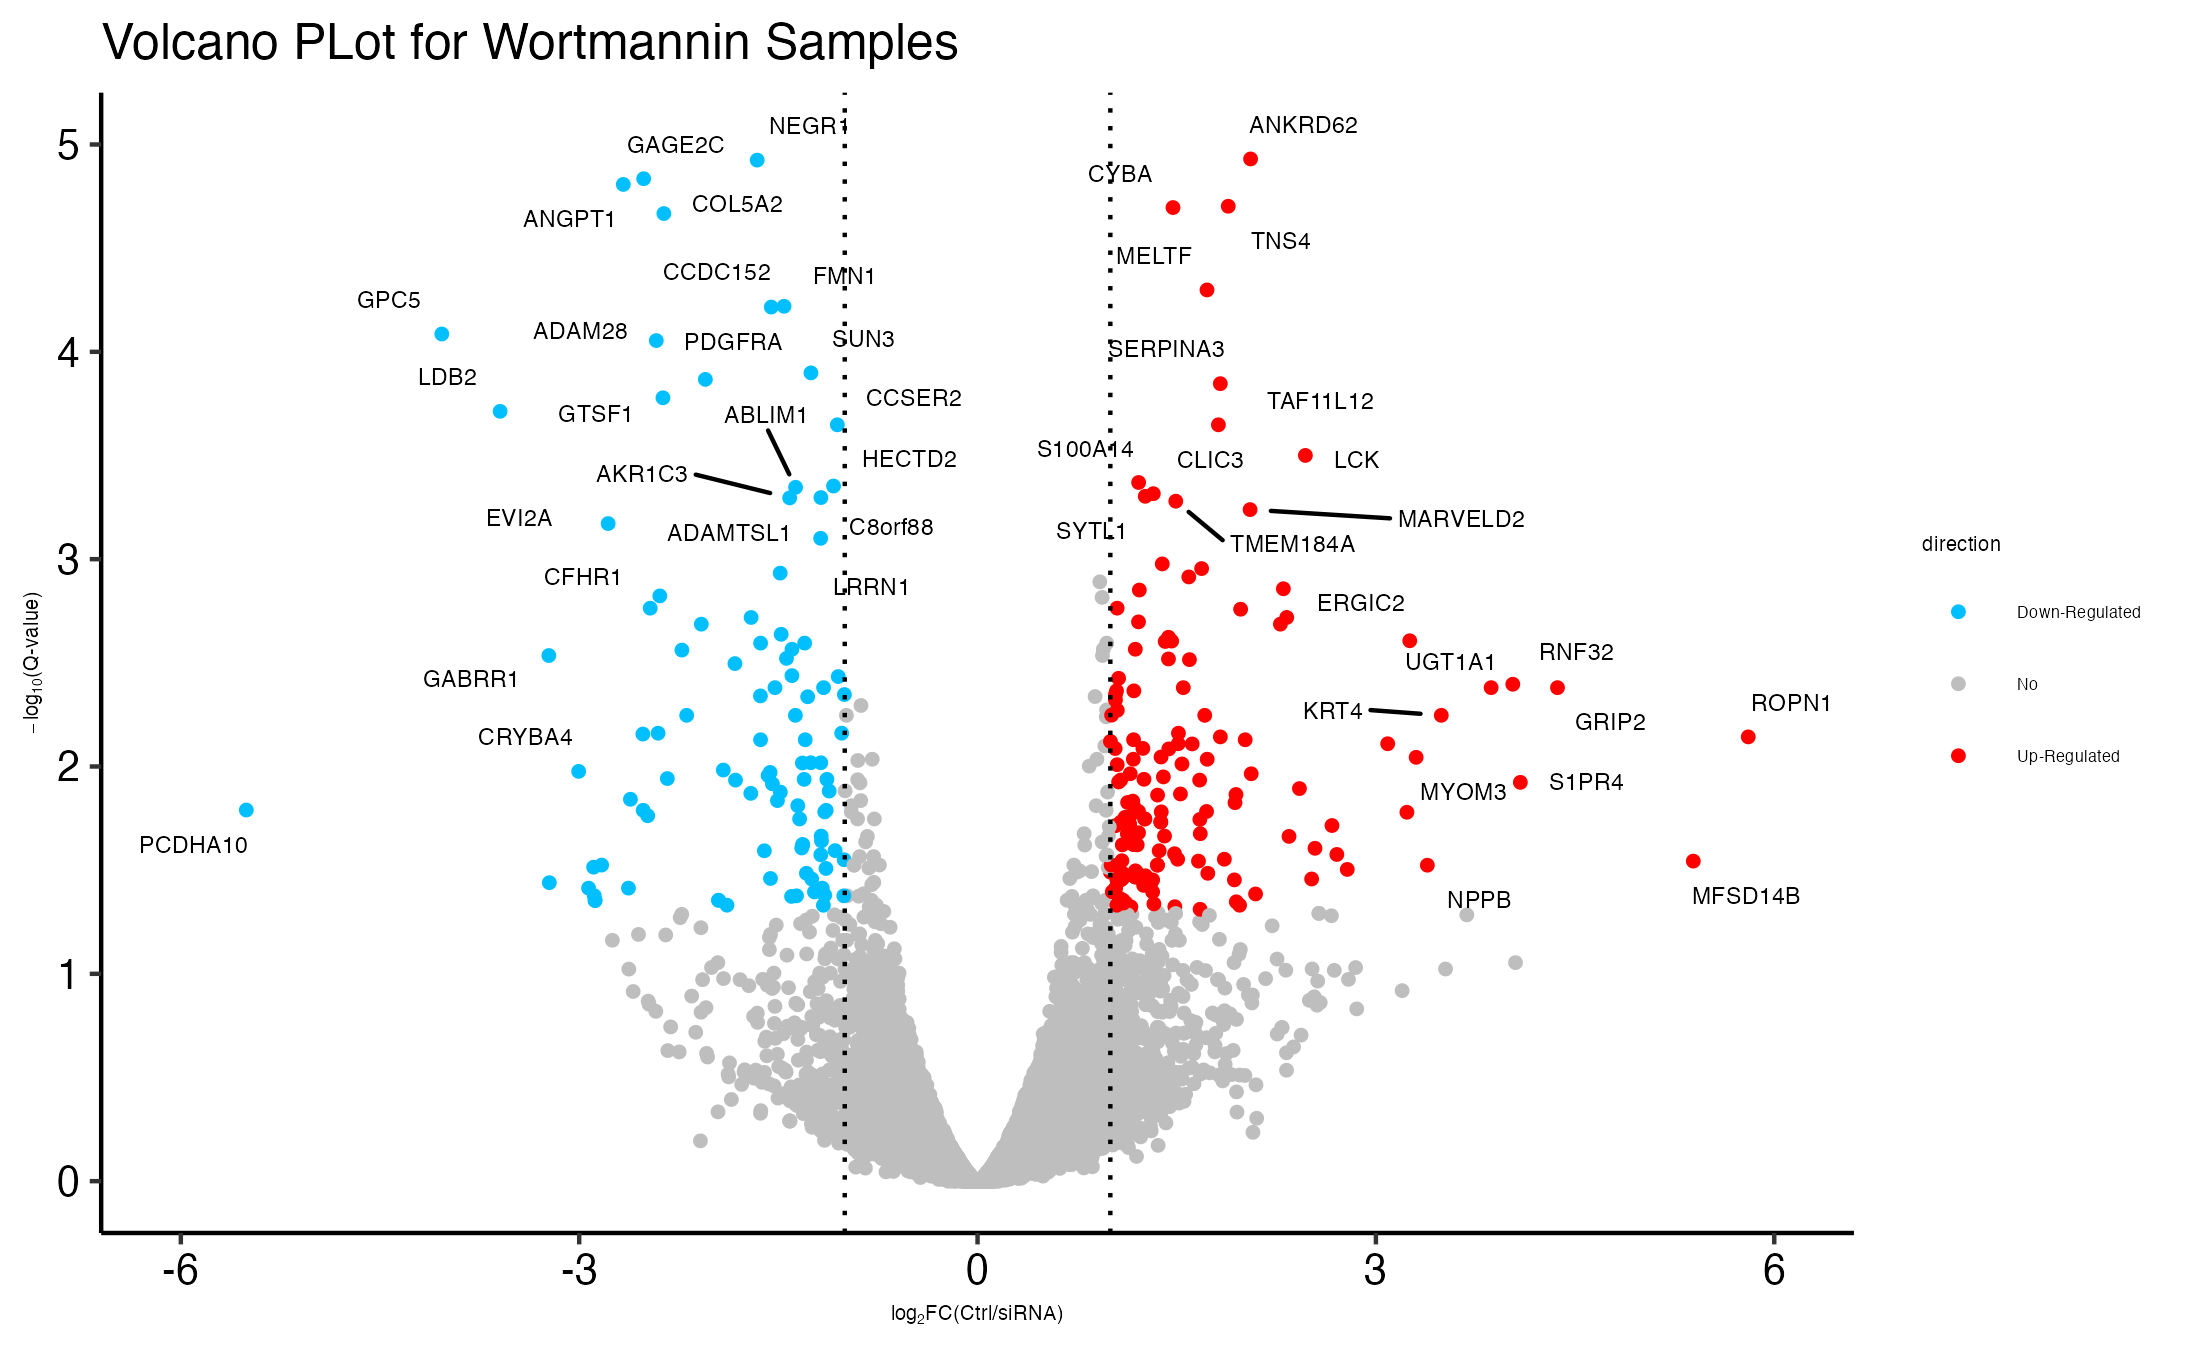 Volcano PLot for Wortmannin Samples
NEGR1
ANKRD62
GAGE2C
CYBA
COL5A2
ANGPT1
TNS4
MELTF
CCDC152
FMN1
GPC5
ADAM28
PDGFRA
SUN3
SERPINA3
LDB2
CCSER2
TAF11L12
GTSF1
ABLIM1
S100A14
HECTD2
CLIC3
LCK
AKR1C3
EVI2A
MARVELD2
C8orf88
SYTL1
ADAMTSL1
TMEM184A
CFHR1
LRRN1
ERGIC2
RNF32
UGT1A1
GABRR1
ROPN1
KRT4
GRIP2
CRYBA4
S1PR4
MYOM3
PCDHA10
MFSD14B
NPPB
5
4
3
2
1
0
-6
-3
0
3
6
−log10(Q-value)
log2FC(Ctrl/siRNA)
direction
Down-Regulated
No
Up-Regulated